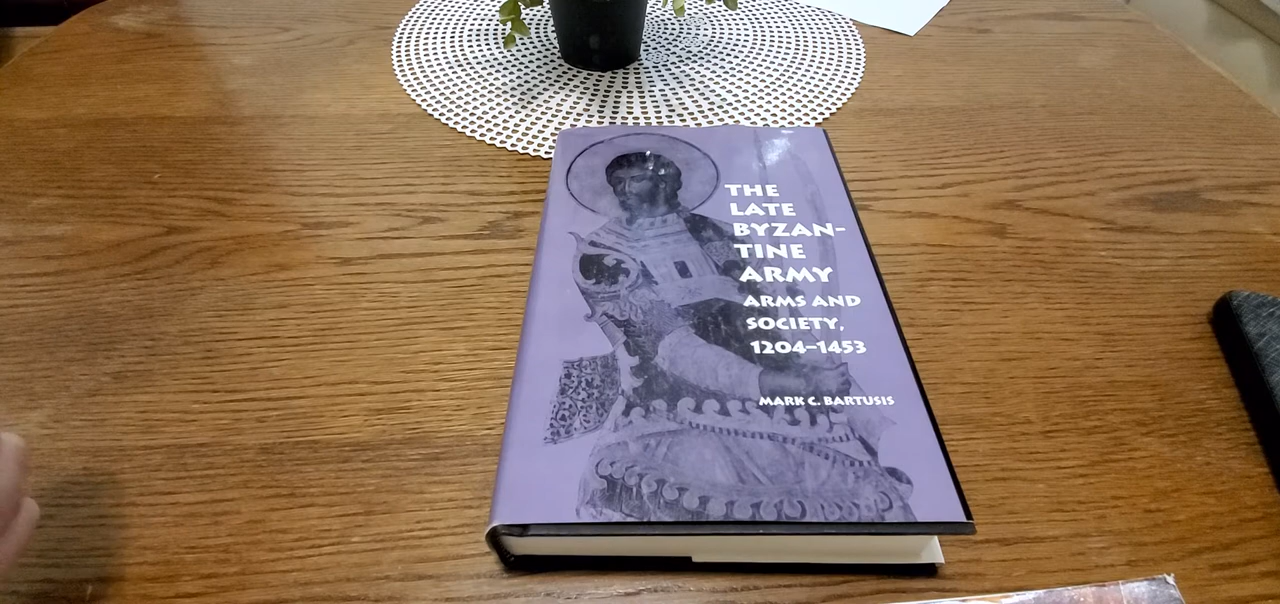 THE
LATE
BYZAN-
TINE
ARMY
ARMS AND
SOCIETY,
1204–1453
MARK C. BARTUSIS